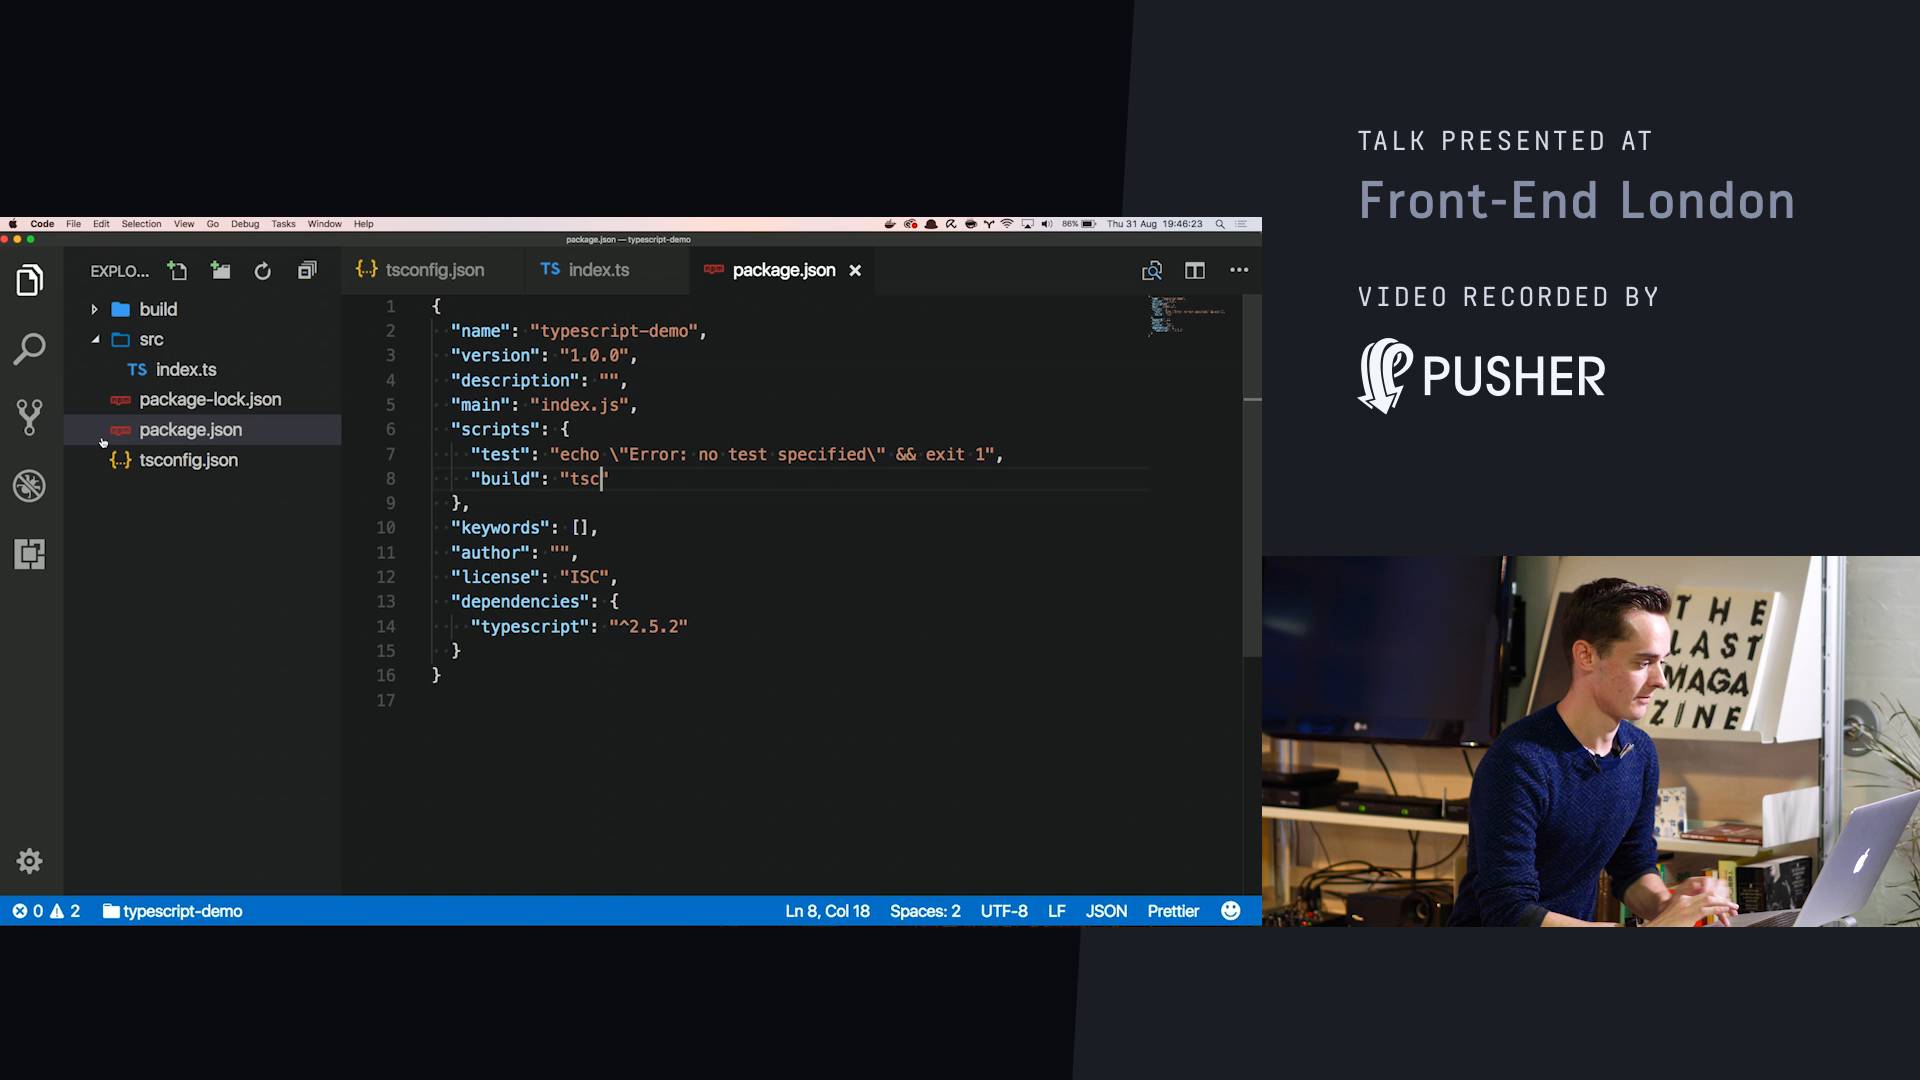 TALK PRESENTED AT
Front-End London
VIDEO RECORDED BY
PUSHER
Code File Edit Selection View Go Debug Tasks Window Help
86% Thu 31 Aug 19:46:23
package.json — typescript-demo
EXPLO...
tsconfig.json
TS index.ts
package.json
build
src
TS index.ts
package-lock.json
package.json
{..} tsconfig.json
1 {
2 "name": "typescript-demo",
3 "version": "1.0.0",
4 "description": "",
5 "main": "index.js",
6 "scripts": {
7 "test": "echo \"Error: no test specified\" && exit 1",
8 "build": "tsc"
9 },
10 "keywords": [],
11 "author": "",
12 "license": "ISC",
13 "dependencies": {
14 "typescript": "^2.5.2"
15 }
16 }
17
0 2 typescript-demo
Ln 8, Col 18 Spaces: 2 UTF-8 LF JSON Prettier
THE
LAST
MAGA
ZINE
LG